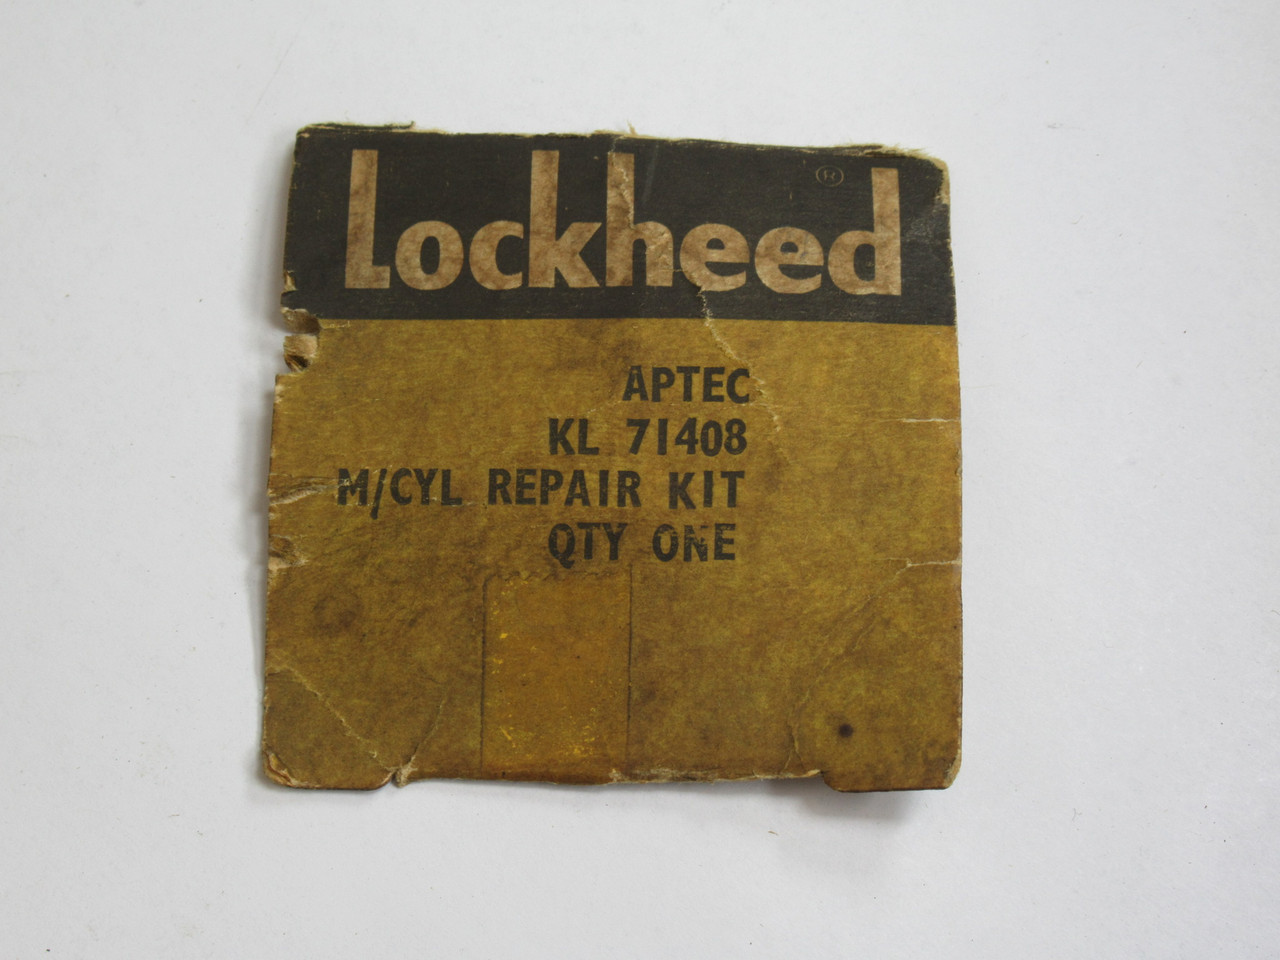 Lockheed ®
APTEC
KL 71408
M/CYL REPAIR KIT
QTY ONE